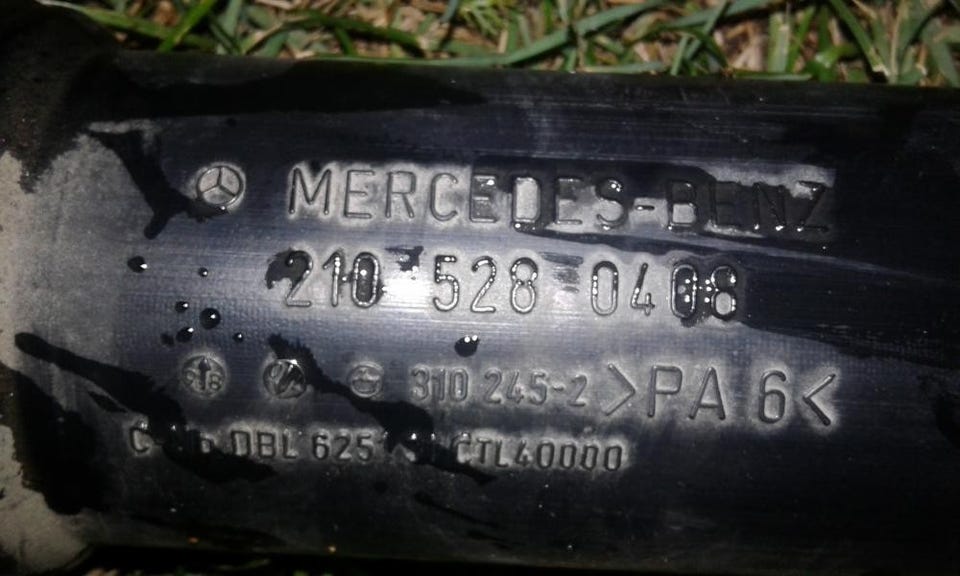 MERCEDES-BENZ
210 528 0408
310 245-2 >PA 6<
DBL 6251 CTL40000